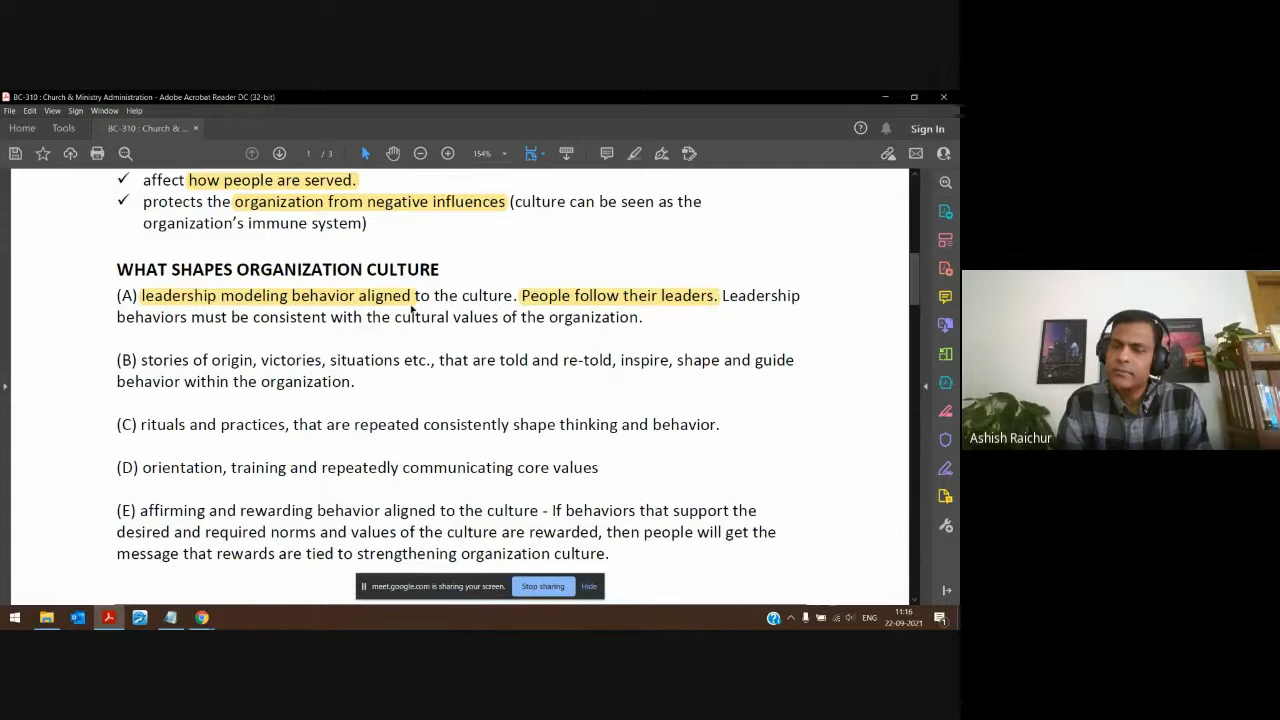 BC-310 : Church & Ministry Administration - Adobe Acrobat Reader DC (32-bit)
File Edit View Sign Window Help
Home Tools BC-310 : Church & ... × Sign In
1 / 3 154%
✓ affect how people are served.
✓ protects the organization from negative influences (culture can be seen as the
organization's immune system)
WHAT SHAPES ORGANIZATION CULTURE
(A) leadership modeling behavior aligned to the culture. People follow their leaders. Leadership
behaviors must be consistent with the cultural values of the organization.
(B) stories of origin, victories, situations etc., that are told and re-told, inspire, shape and guide
behavior within the organization.
(C) rituals and practices, that are repeated consistently shape thinking and behavior.
(D) orientation, training and repeatedly communicating core values
(E) affirming and rewarding behavior aligned to the culture - If behaviors that support the
desired and required norms and values of the culture are rewarded, then people will get the
message that rewards are tied to strengthening organization culture.
meet.google.com is sharing your screen. Stop sharing Hide
ENG 11:16
22-09-2021
Ashish Raichur